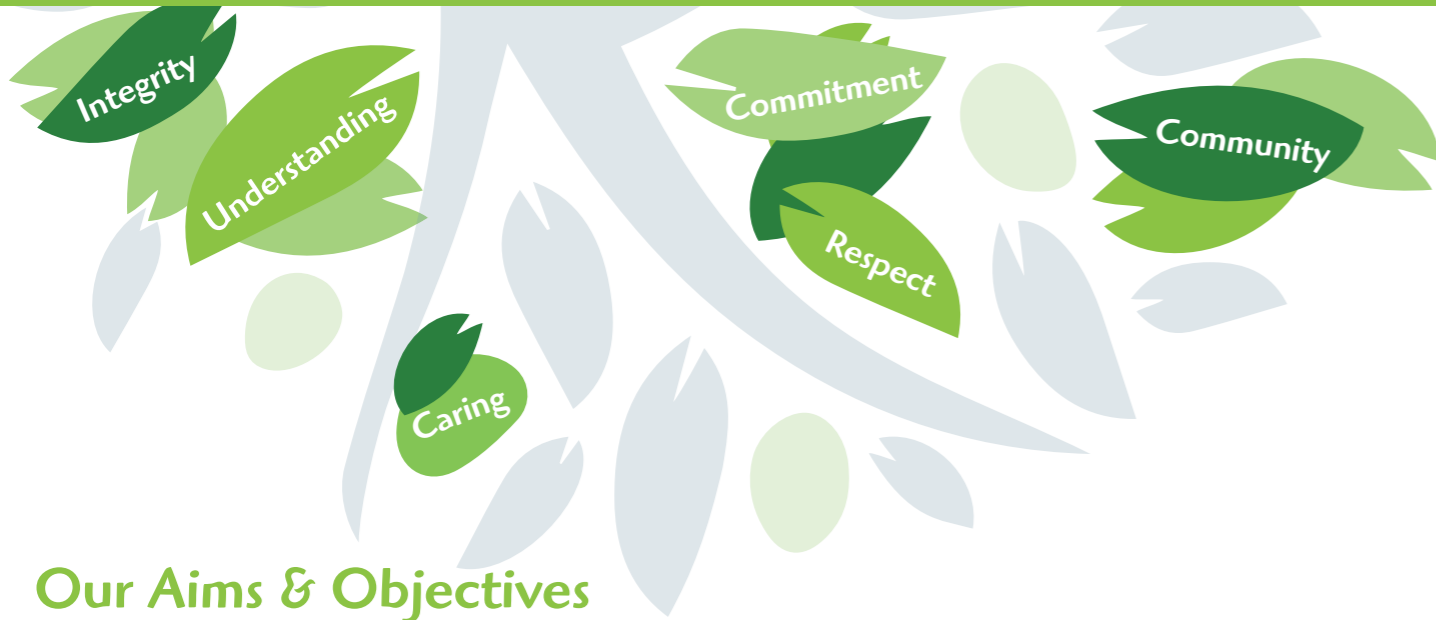 Integrity
Understanding
Commitment
Community
Respect
Caring
Our Aims & Objectives